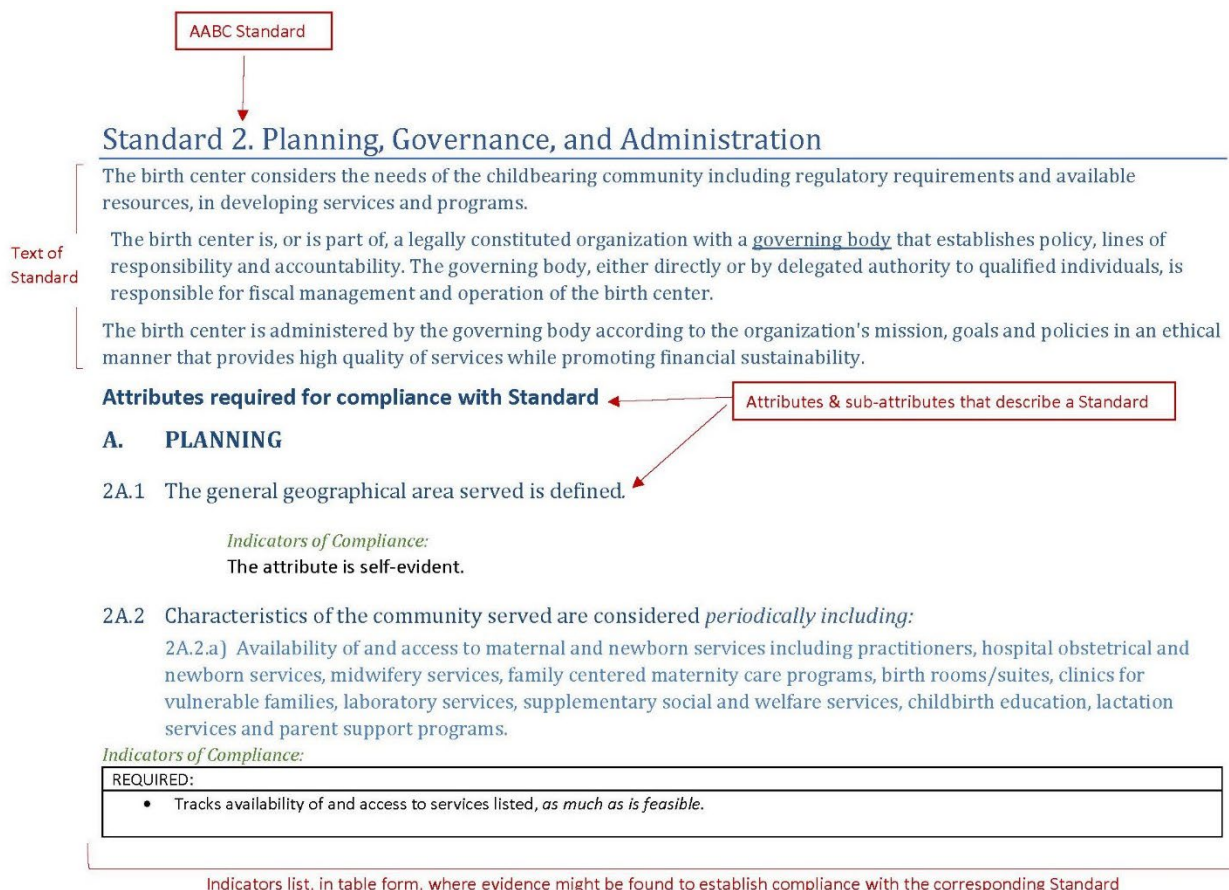 AABC Standard
Standard 2. Planning, Governance, and Administration
The birth center considers the needs of the childbearing community including regulatory requirements and available
resources, in developing services and programs.
Text of
Standard
The birth center is, or is part of, a legally constituted organization with a governing body that establishes policy, lines of
responsibility and accountability. The governing body, either directly or by delegated authority to qualified individuals, is
responsible for fiscal management and operation of the birth center.
The birth center is administered by the governing body according to the organization's mission, goals and policies in an ethical
manner that provides high quality of services while promoting financial sustainability.
Attributes required for compliance with Standard
Attributes & sub-attributes that describe a Standard
A. PLANNING
2A.1 The general geographical area served is defined.
Indicators of Compliance:
The attribute is self-evident.
2A.2 Characteristics of the community served are considered periodically including:
2A.2.a) Availability of and access to maternal and newborn services including practitioners, hospital obstetrical and
newborn services, midwifery services, family centered maternity care programs, birth rooms/suites, clinics for
vulnerable families, laboratory services, supplementary social and welfare services, childbirth education, lactation
services and parent support programs.
Indicators of Compliance:
REQUIRED:
• Tracks availability of and access to services listed, as much as is feasible.
Indicators list, in table form, where evidence might be found to establish compliance with the corresponding Standard